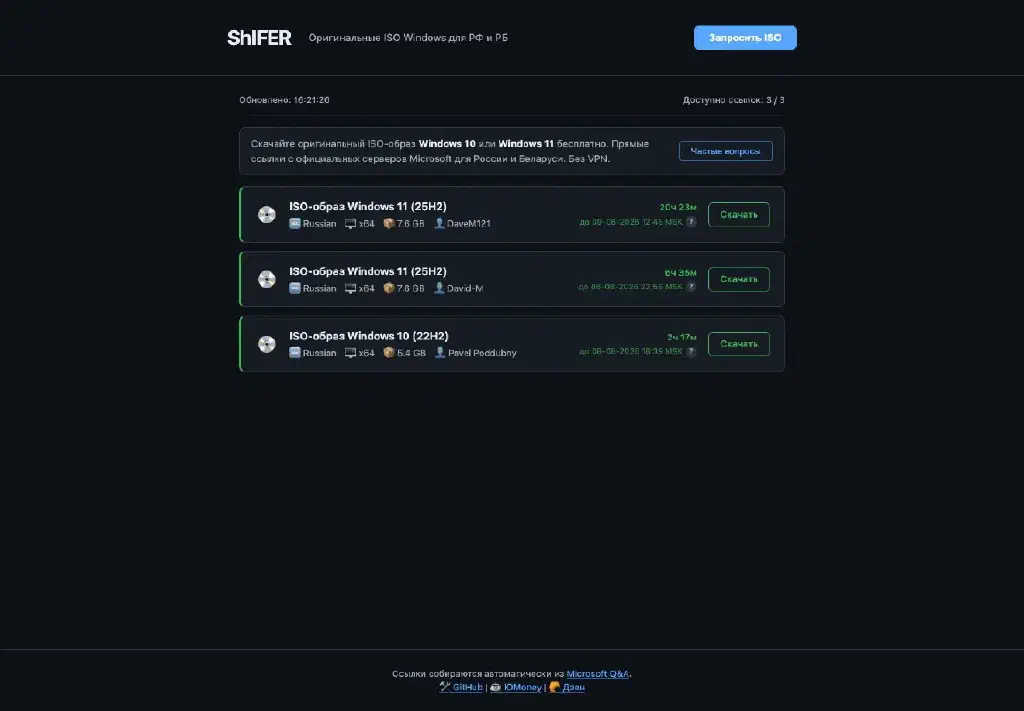 ShIFER
Оригинальные ISO Windows для РФ и РБ
Запросить ISO
Обновлено: 16:21:26
Доступно ссылок: 3 / 3
Скачайте оригинальный ISO-образ Windows 10 или Windows 11 бесплатно. Прямые
ссылки с официальных серверов Microsoft для России и Беларуси. Без VPN.
Частые вопросы
ISO-образ Windows 11 (25H2)
Russian x64 7.6 GB DaveM121
20ч 23м
до 09-08-2026 12:45 MSK ?
Скачать
ISO-образ Windows 11 (25H2)
Russian x64 7.6 GB David-M
6ч 35м
до 08-08-2026 22:56 MSK ?
Скачать
ISO-образ Windows 10 (22H2)
Russian x64 5.4 GB Pavel Poddubny
2ч 17м
до 08-08-2026 18:39 MSK ?
Скачать
Ссылки собираются автоматически из Microsoft Q&A.
GitHub | ЮMoney | Дзен